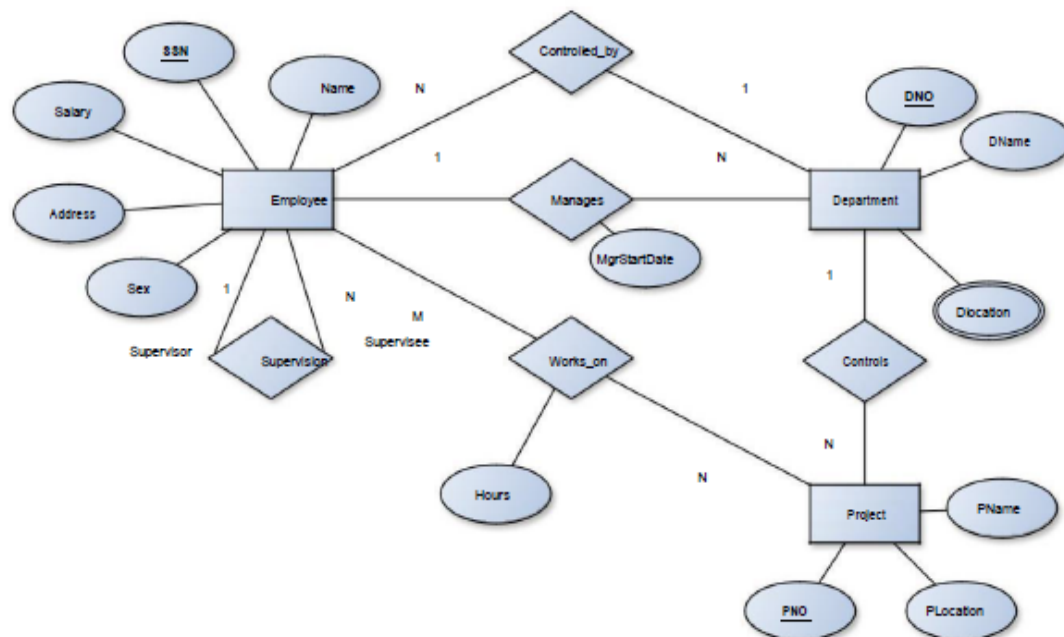 SSN
Controlled_by
Name
N
1
DNO
Salary
DName
1
N
Employee
Manages
Department
Address
MgrStartDate
Sex
1
N
1
Dlocation
M
Supervisor
Supervisee
Supervision
Works_on
Controls
N
N
Hours
PName
Project
PNO
PLocation